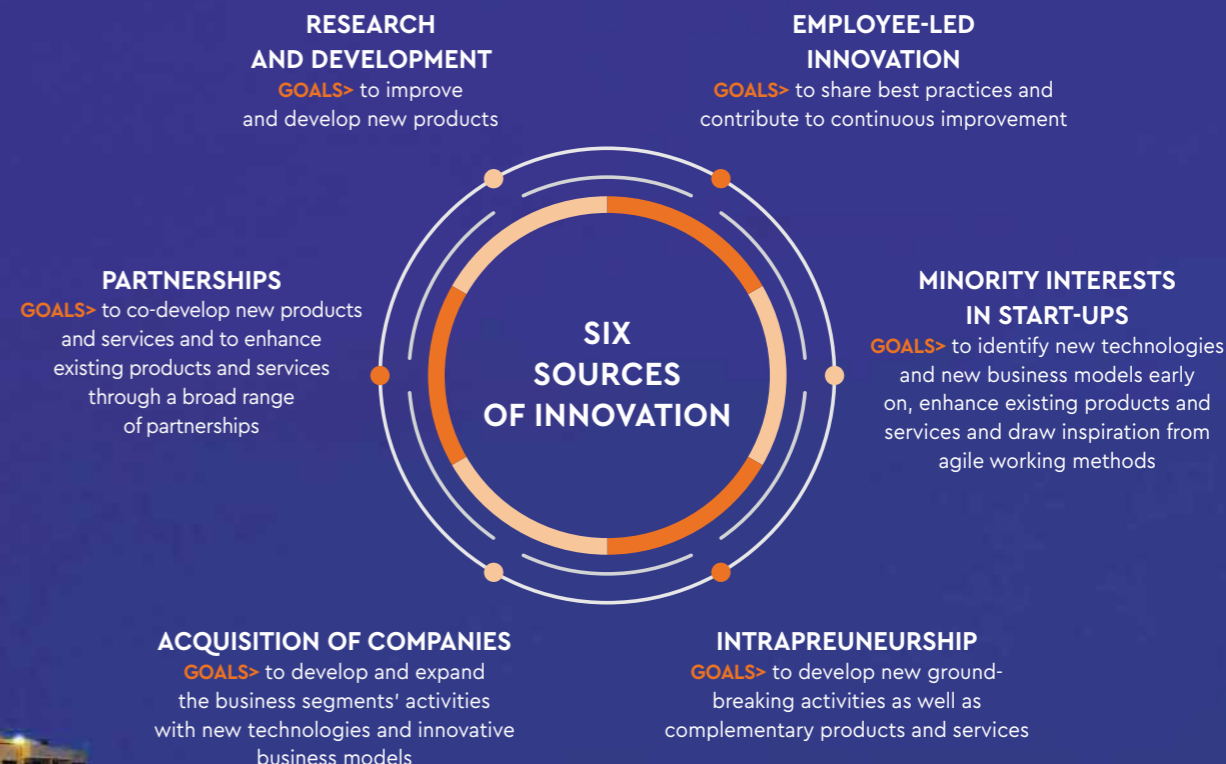 RESEARCH
AND DEVELOPMENT
GOALS> to improve
and develop new products
EMPLOYEE-LED
INNOVATION
GOALS> to share best practices and
contribute to continuous improvement
PARTNERSHIPS
GOALS> to co-develop new products
and services and to enhance
existing products and services
through a broad range
of partnerships
SIX
SOURCES
OF INNOVATION
MINORITY INTERESTS
IN START-UPS
GOALS> to identify new technologies
and new business models early
on, enhance existing products and
services and draw inspiration from
agile working methods
ACQUISITION OF COMPANIES
GOALS> to develop and expand
the business segments’ activities
with new technologies and innovative
business models
INTRAPREUNEURSHIP
GOALS> to develop new ground-
breaking activities as well as
complementary products and services